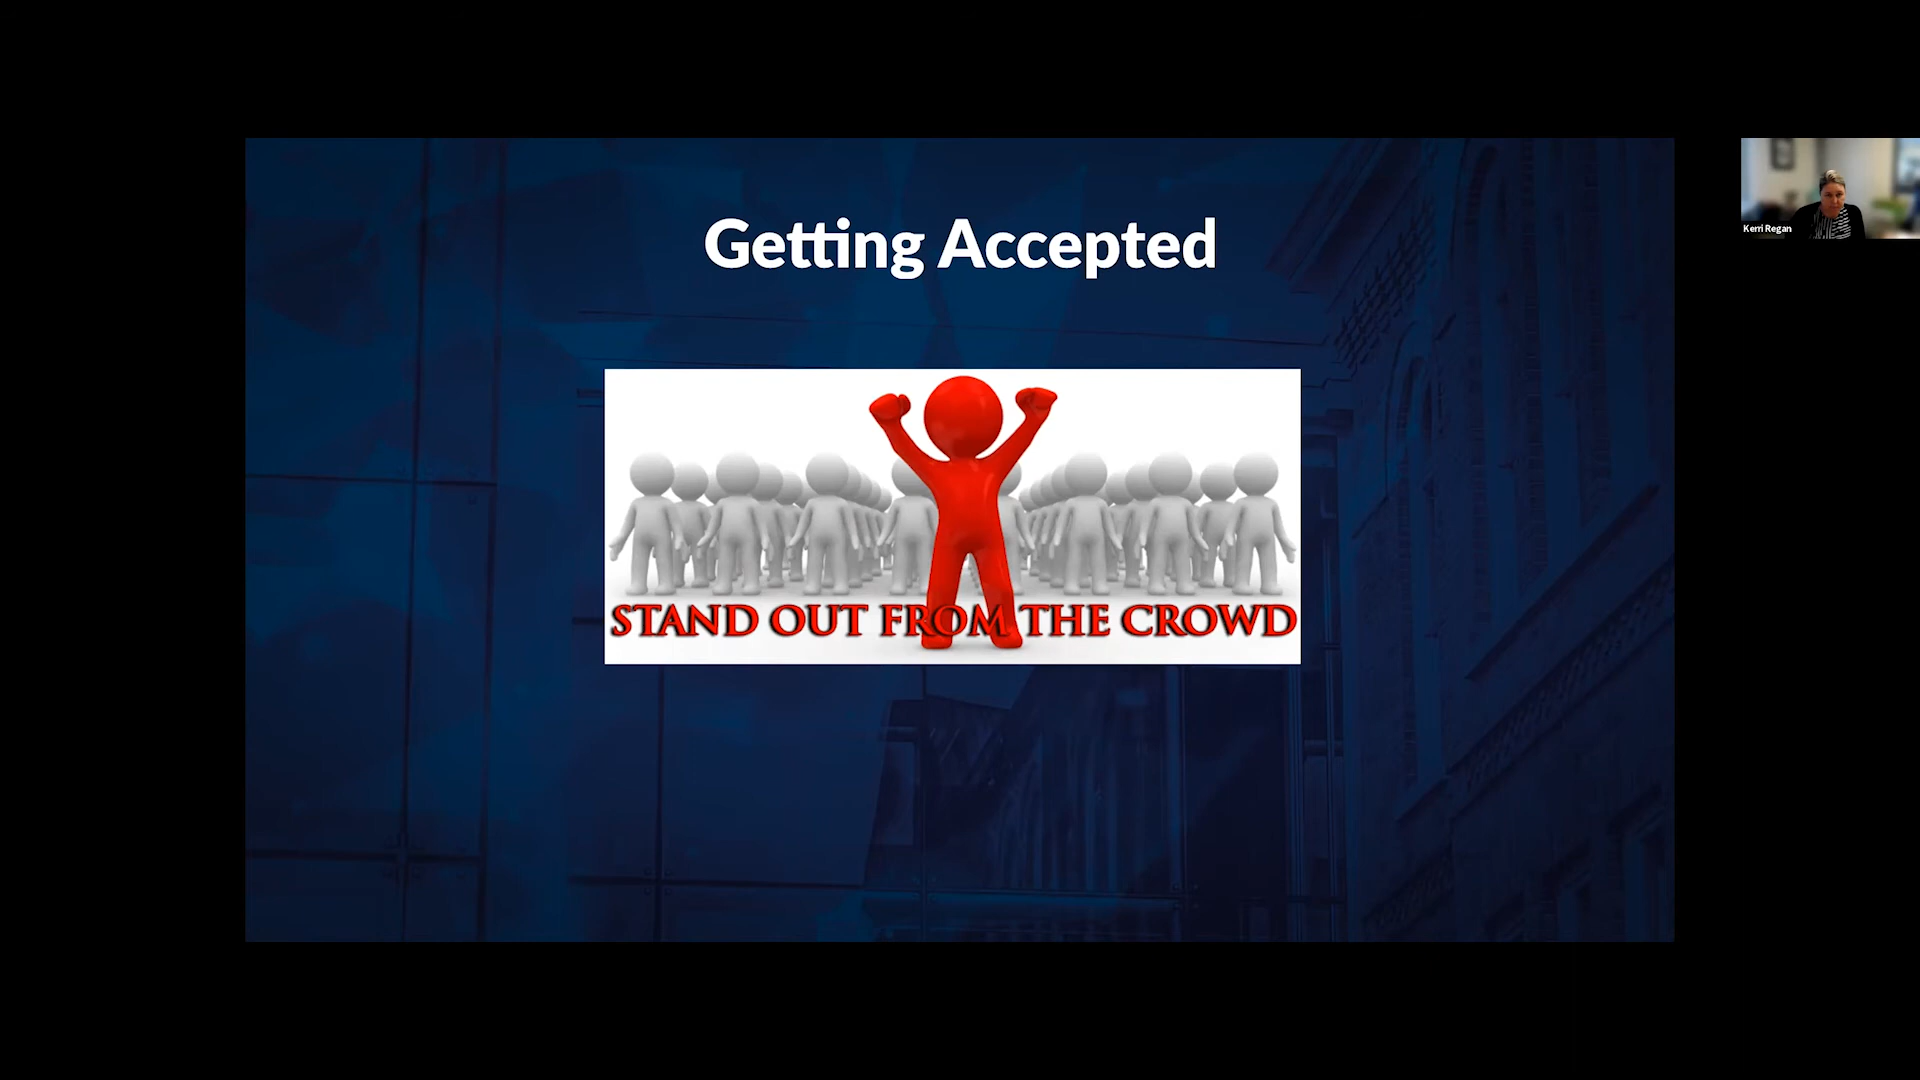 Getting Accepted
Kerri Regan
STAND OUT FROM THE CROWD